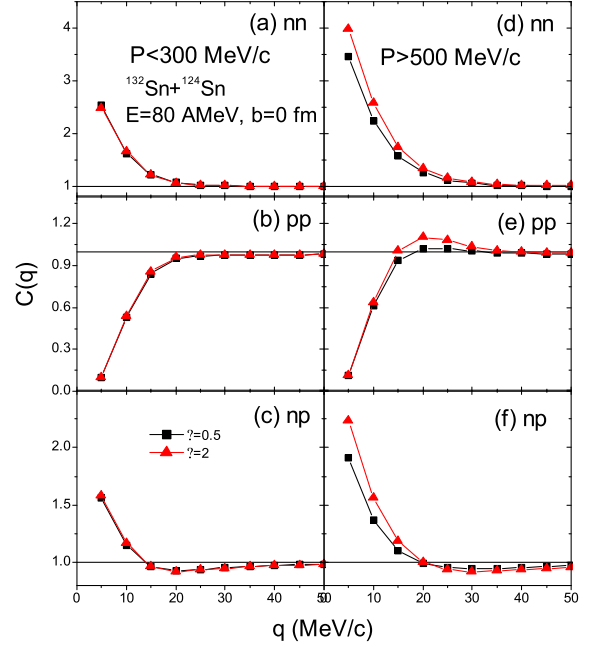 (a) nn
P<300 MeV/c
¹³²Sn+¹²⁴Sn
E=80 AMeV, b=0 fm
4
3
2
1
(d) nn
P>500 MeV/c
(b) pp
1.2
0.9
0.6
0.3
0.0
C(q)
(e) pp
(c) np
?=0.5
?=2
2.0
1.5
1.0
(f) np
0 10 20 30 40 50 0 10 20 30 40 50
q (MeV/c)